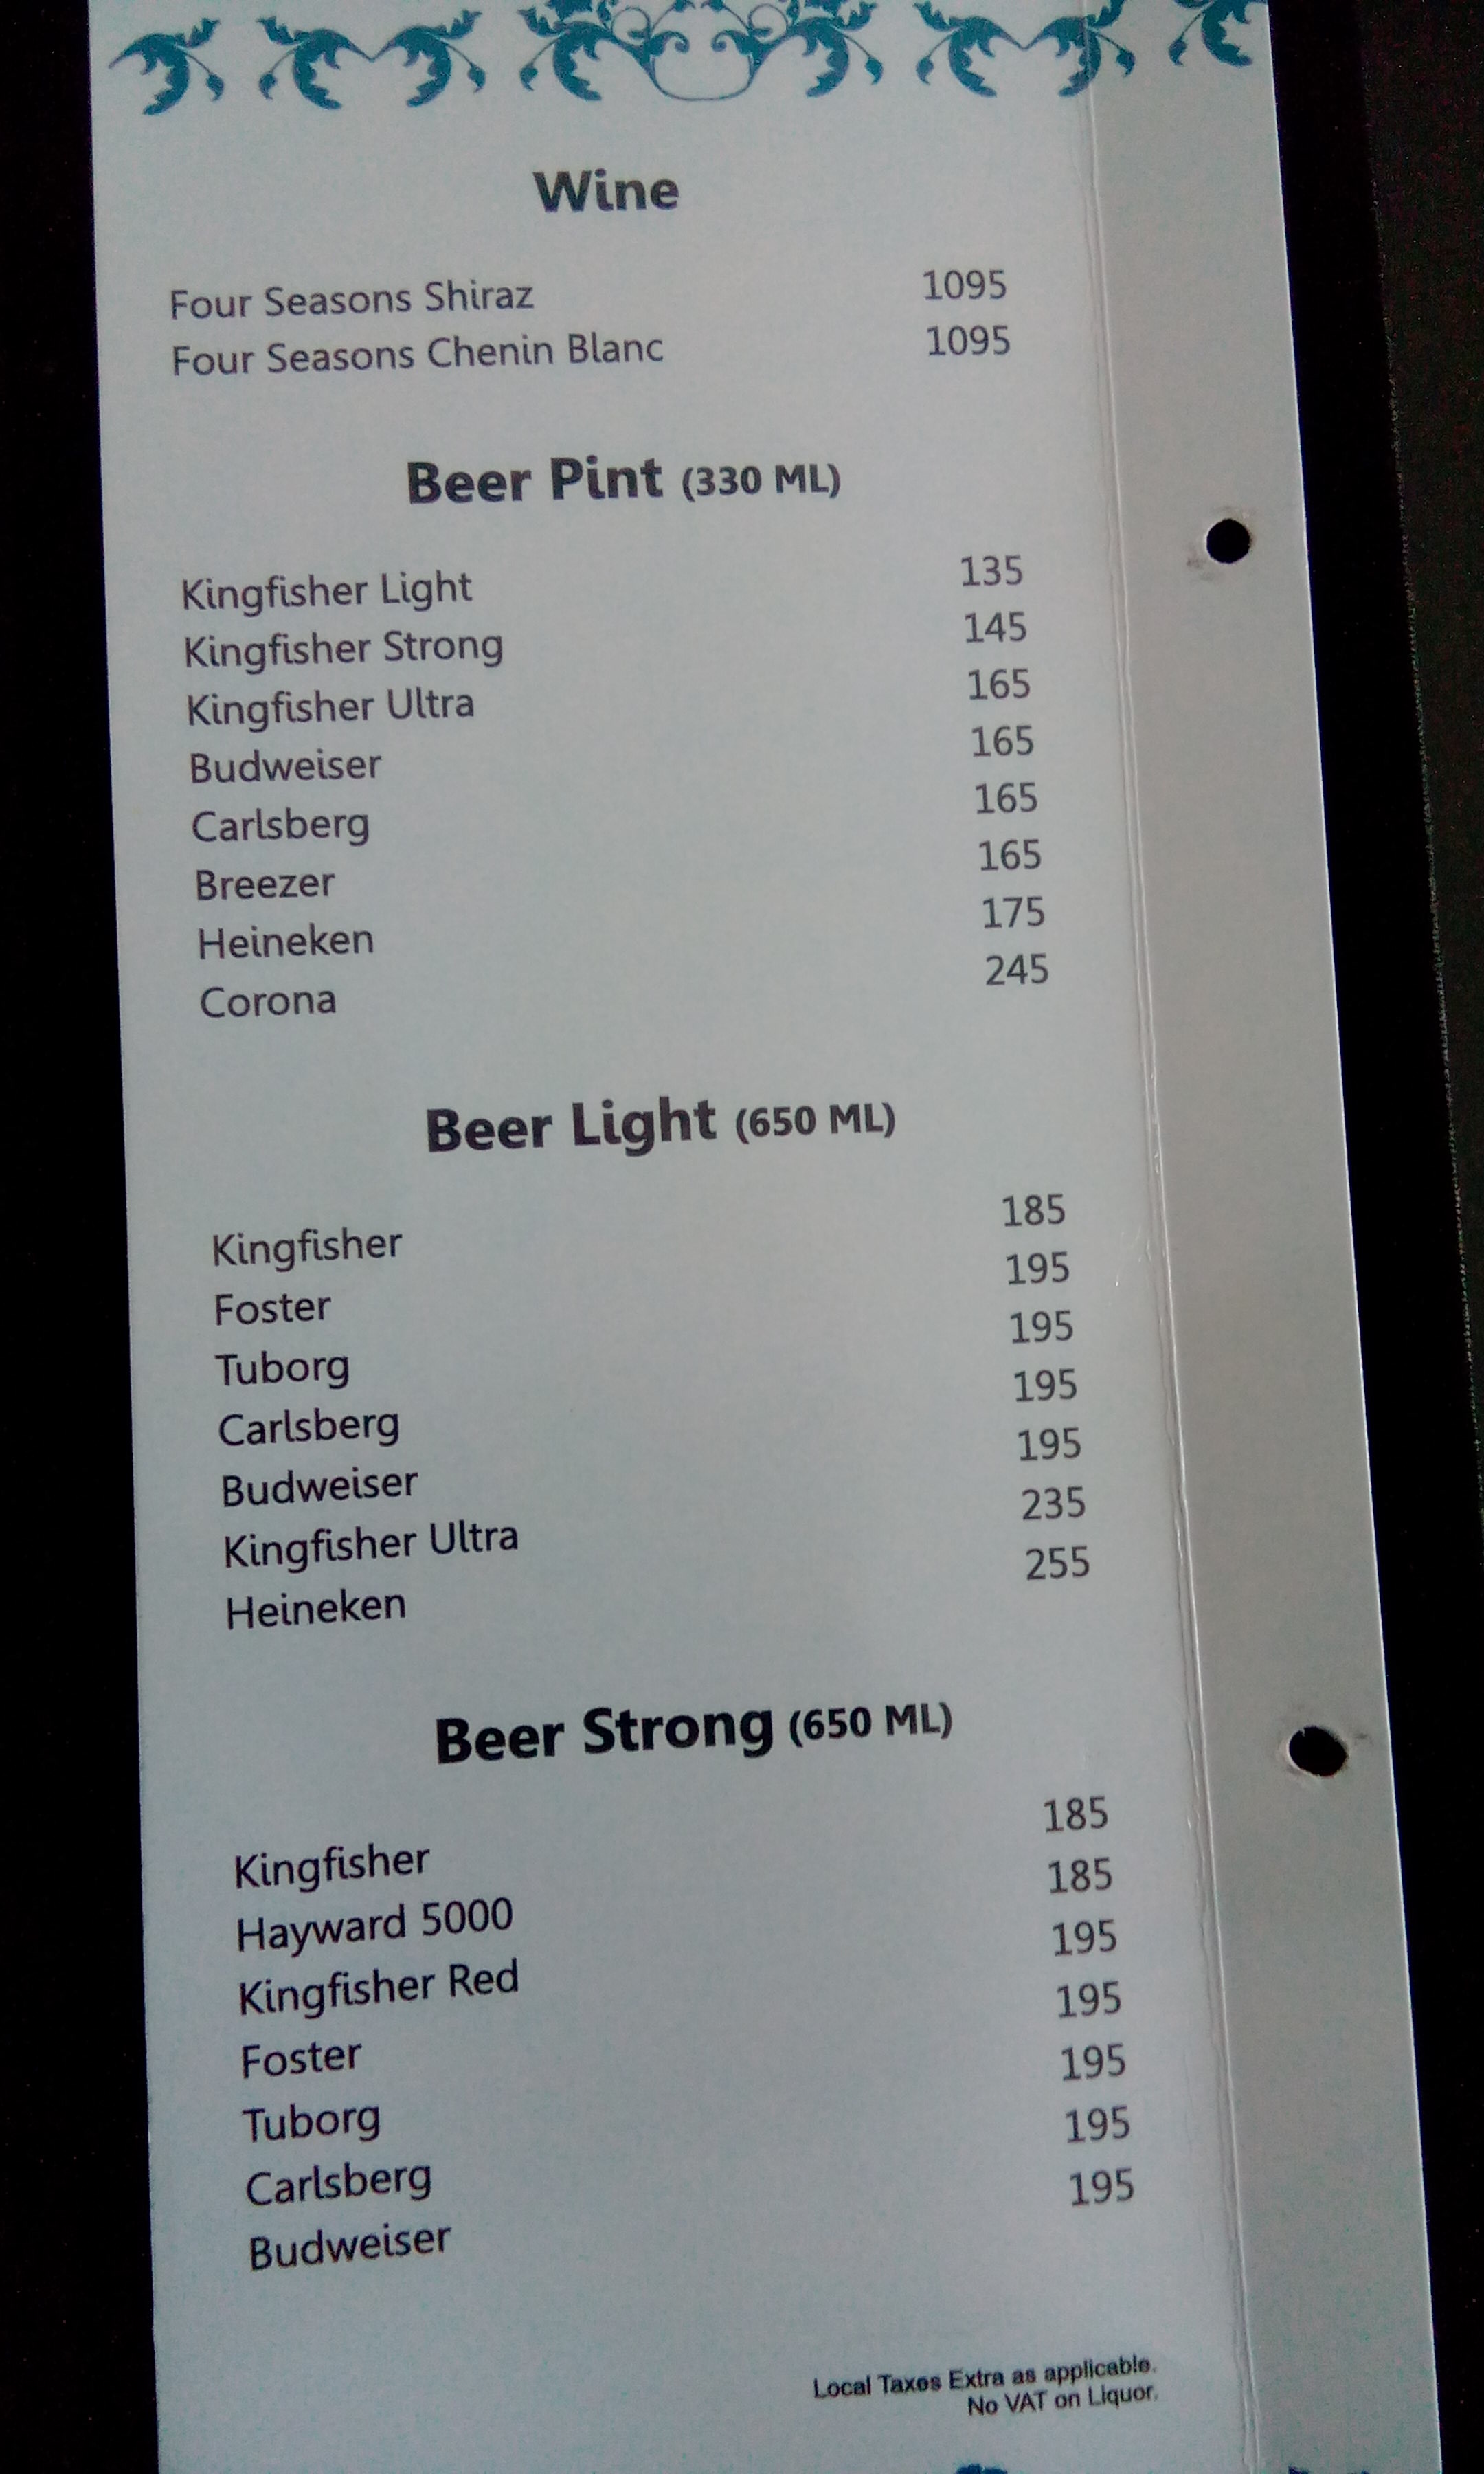 Wine
Four Seasons Shiraz 1095
Four Seasons Chenin Blanc 1095
Beer Pint (330 ML)
Kingfisher Light 135
Kingfisher Strong 145
Kingfisher Ultra 165
Budweiser 165
Carlsberg 165
Breezer 165
Heineken 175
Corona 245
Beer Light (650 ML)
Kingfisher 185
Foster 195
Tuborg 195
Carlsberg 195
Budweiser 195
Kingfisher Ultra 235
Heineken 255
Beer Strong (650 ML)
Kingfisher 185
Hayward 5000 185
Kingfisher Red 195
Foster 195
Tuborg 195
Carlsberg 195
Budweiser 195
Local Taxes Extra as applicable.
No VAT on Liquor.